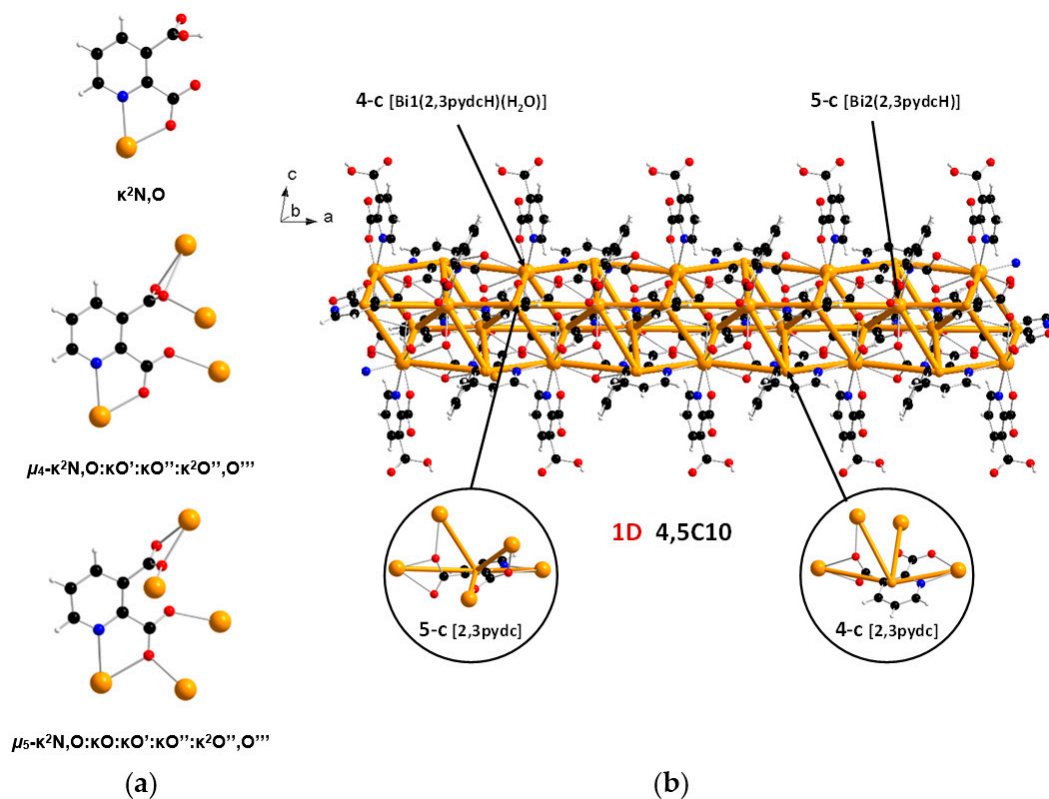 κ²N,O
μ₄-κ²N,O:κO':κO'':κ²O'',O'''
μ₅-κ²N,O:κO:κO':κO'':κ²O'',O'''
(a)
4-c [Bi1(2,3pydcH)(H₂O)]
5-c [Bi2(2,3pydcH)]
c
b
a
1D 4,5C10
5-c [2,3pydc]
4-c [2,3pydc]
(b)